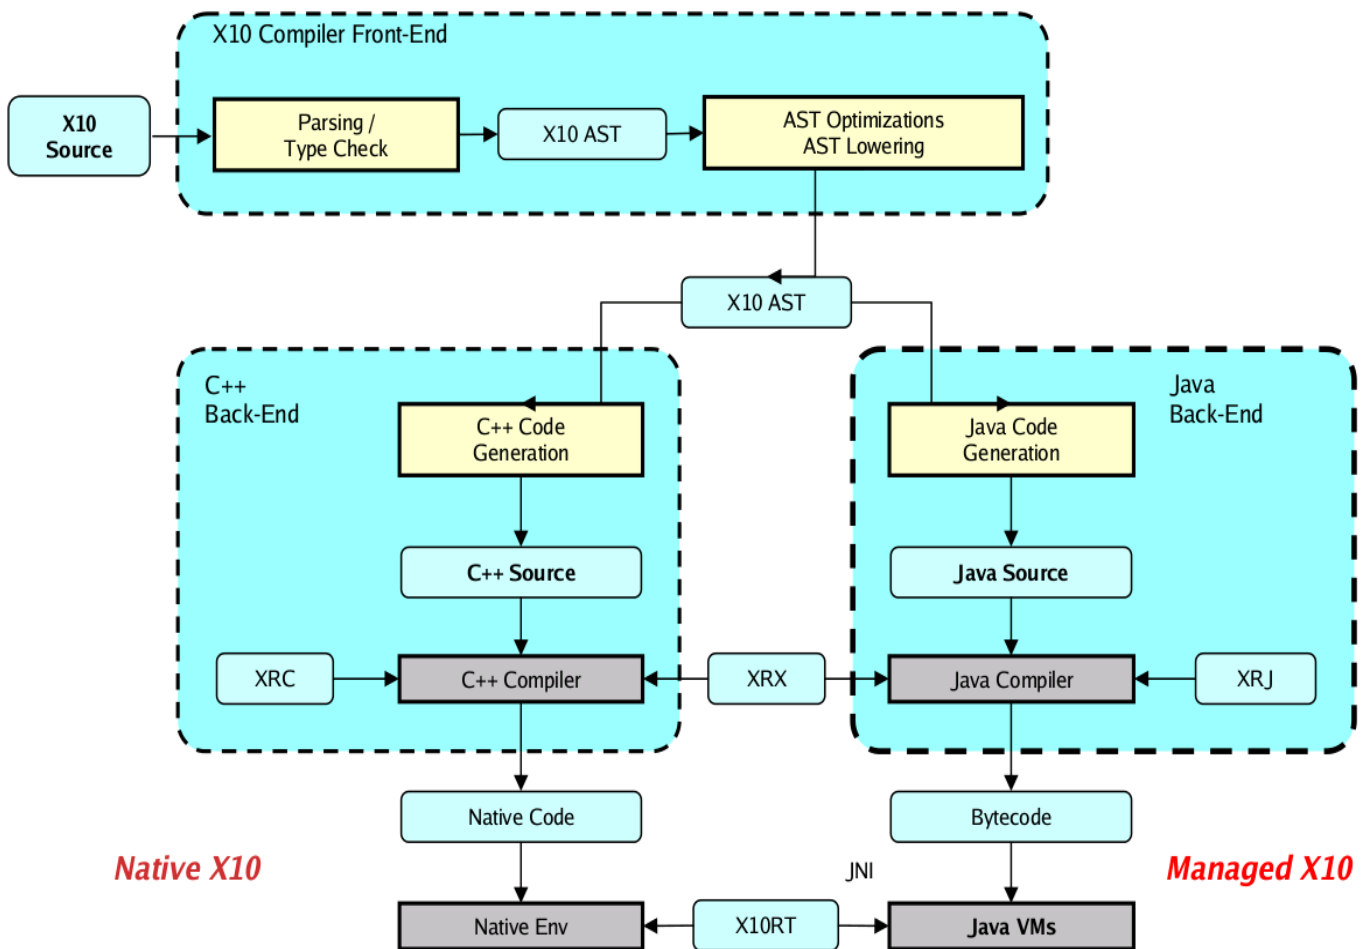 X10 Compiler Front-End
X10
Source
Parsing /
Type Check
X10 AST
AST Optimizations
AST Lowering
X10 AST
C++
Back-End
C++ Code
Generation
C++ Source
XRC
C++ Compiler
XRX
Java
Back-End
Java Code
Generation
Java Source
Java Compiler
XRJ
Native Code
Bytecode
Native X10
JNI
Managed X10
Native Env
X10RT
Java VMs